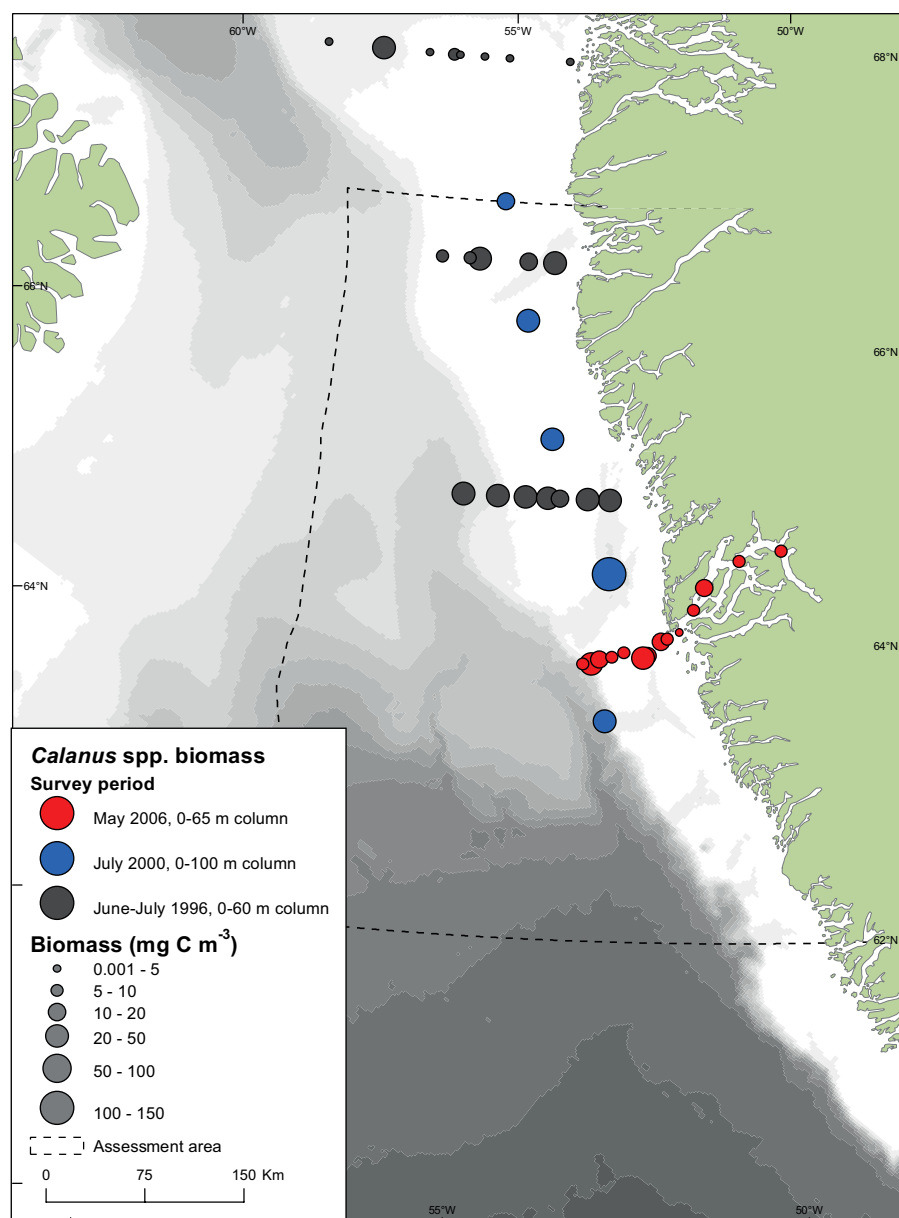 60°W 55°W 50°W
68°N
66°N
66°N
64°N
64°N
62°N
Calanus spp. biomass
Survey period
May 2006, 0-65 m column
July 2000, 0-100 m column
June-July 1996, 0-60 m column
Biomass (mg C m-3)
0.001 - 5
5 - 10
10 - 20
20 - 50
50 - 100
100 - 150
Assessment area
0 75 150 Km
55°W 50°W